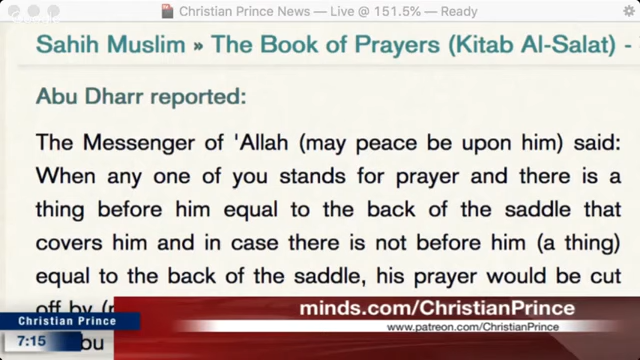 Christian Prince News — Live @ 151.5% — Ready
Sahih Muslim » The Book of Prayers (Kitab Al-Salat) -
Abu Dharr reported:
The Messenger of 'Allah (may peace be upon him) said:
When any one of you stands for prayer and there is a
thing before him equal to the back of the saddle that
covers him and in case there is not before him (a thing)
equal to the back of the saddle, his prayer would be cut
off by
minds.com/ChristianPrince
www.patreon.com/ChristianPrince
Christian Prince
7:15